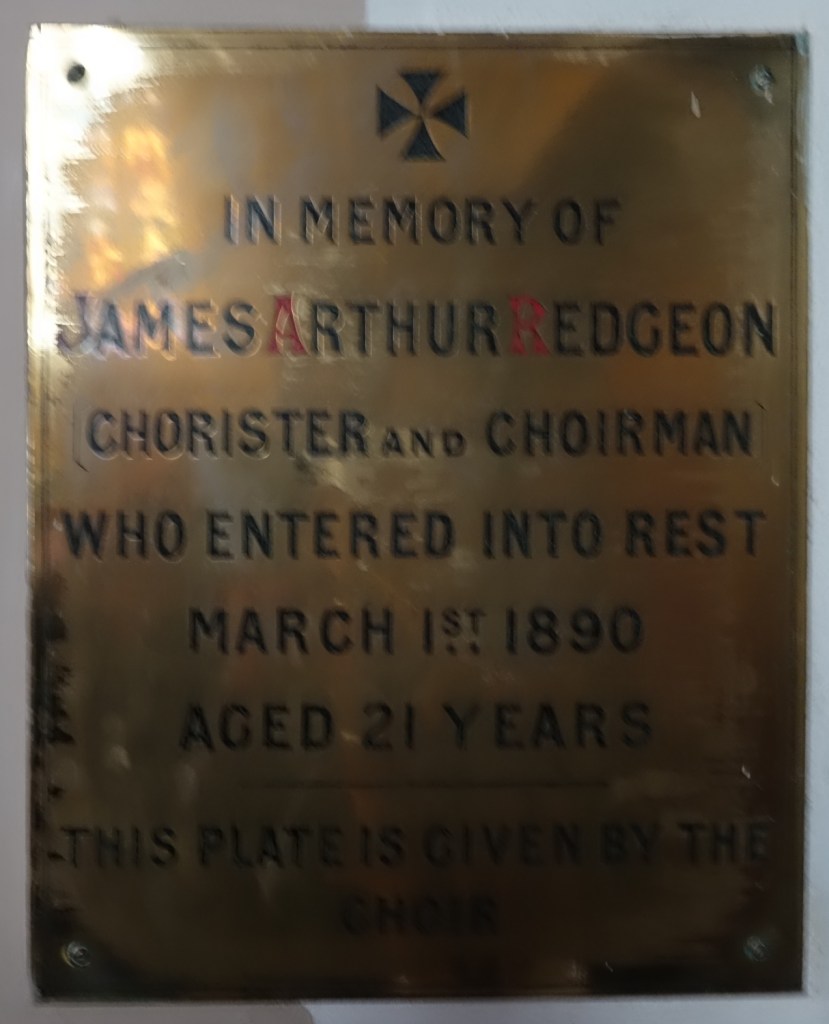 IN MEMORY OF
JAMES ARTHUR REDGEON
(CHORISTER AND CHOIRMAN)
WHO ENTERED INTO REST
MARCH 1ST 1890
AGED 21 YEARS
THIS PLATE IS GIVEN BY THE
CHOIR